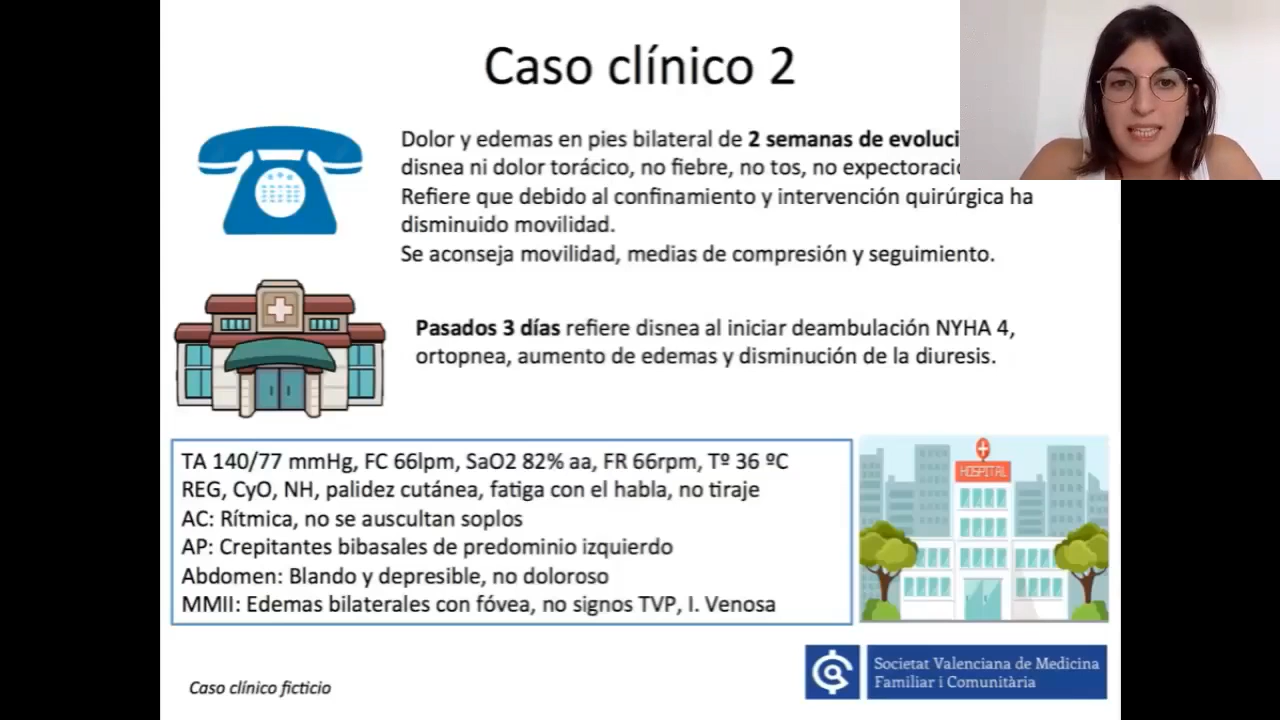 Caso clínico 2
Dolor y edemas en pies bilateral de 2 semanas de
disnea ni dolor torácico, no fiebre, no tos, no
Refiere que debido al confinamiento y intervención quirúrgica ha
disminuido movilidad.
Se aconseja movilidad, medias de compresión y seguimiento.
Pasados 3 días refiere disnea al iniciar deambulación NYHA 4,
ortopnea, aumento de edemas y disminución de la diuresis.
TA 140/77 mmHg, FC 66lpm, SaO2 82% aa, FR 66rpm, Tº 36 ºC
REG, CyO, NH, palidez cutánea, fatiga con el habla, no tiraje
AC: Rítmica, no se auscultan soplos
AP: Crepitantes bibasales de predominio izquierdo
Abdomen: Blando y depresible, no doloroso
MMII: Edemas bilaterales con fóvea, no signos TVP, I. Venosa
HOSPITAL
Societat Valenciana de Medicina
Familiar i Comunitària
Caso clínico ficticio